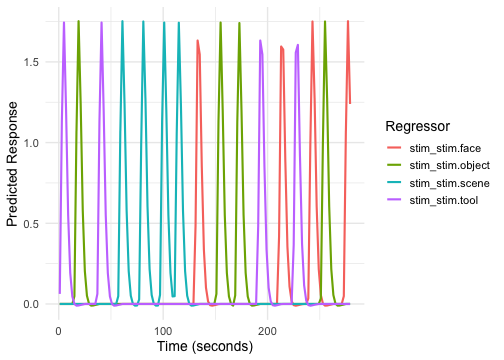 1.5
1.0
0.5
0.0
Predicted Response
0
100
200
Time (seconds)
Regressor
stim_stim.face
stim_stim.object
stim_stim.scene
stim_stim.tool